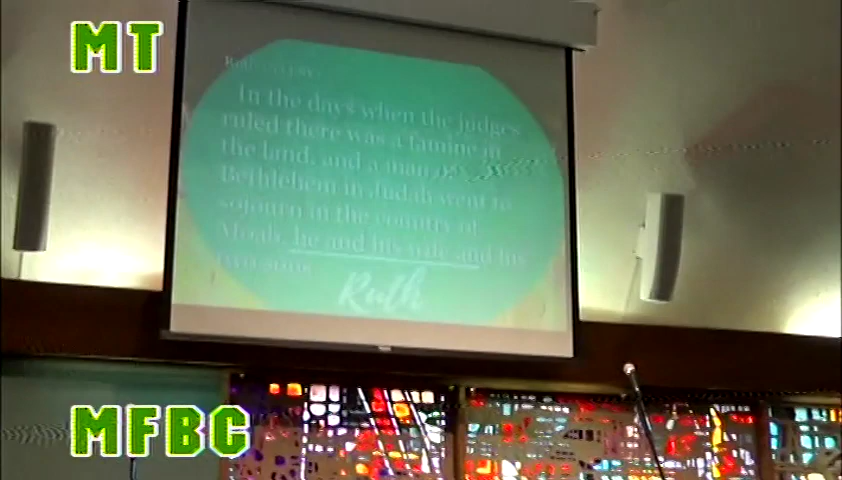 MT
In the days when the judges
ruled there was a famine in
the land, and a man of
Bethlehem in Judah went to
sojourn in the country of
Moab, he and his wife and his
two sons
Ruth
MFBC